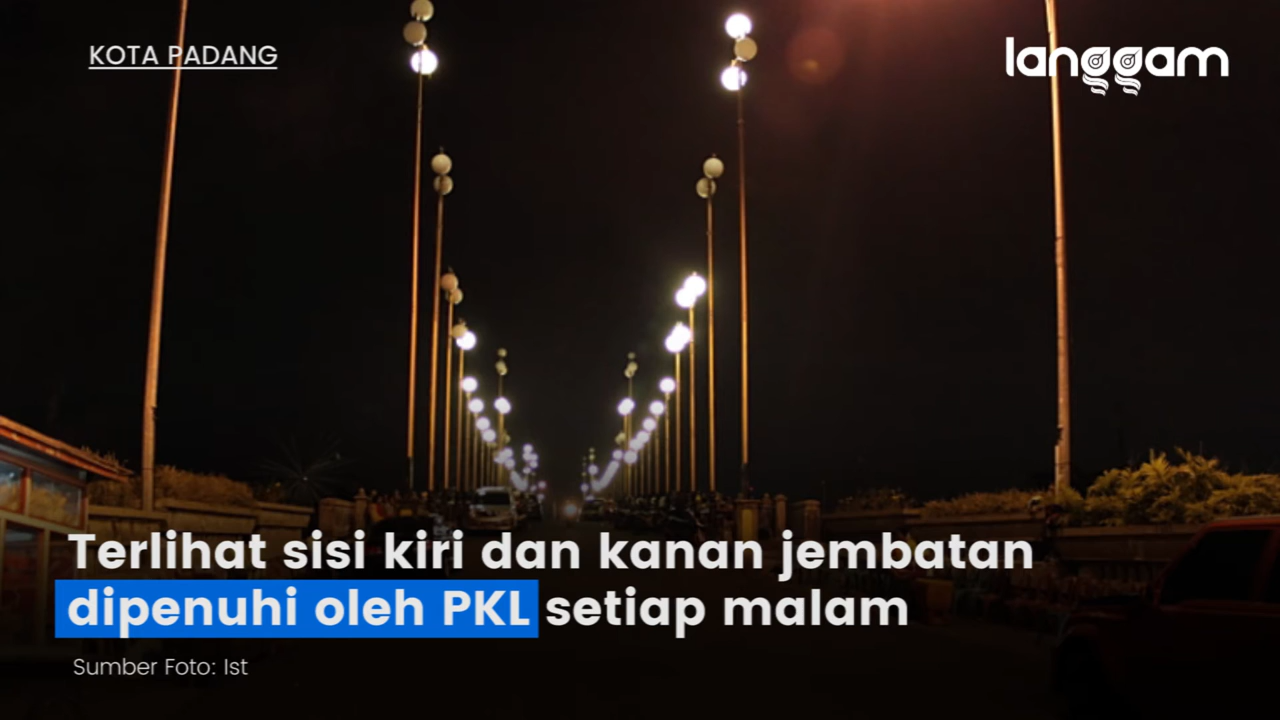 KOTA PADANG
langgam
Terlihat sisi kiri dan kanan jembatan
dipenuhi oleh PKL setiap malam
Sumber Foto: Ist